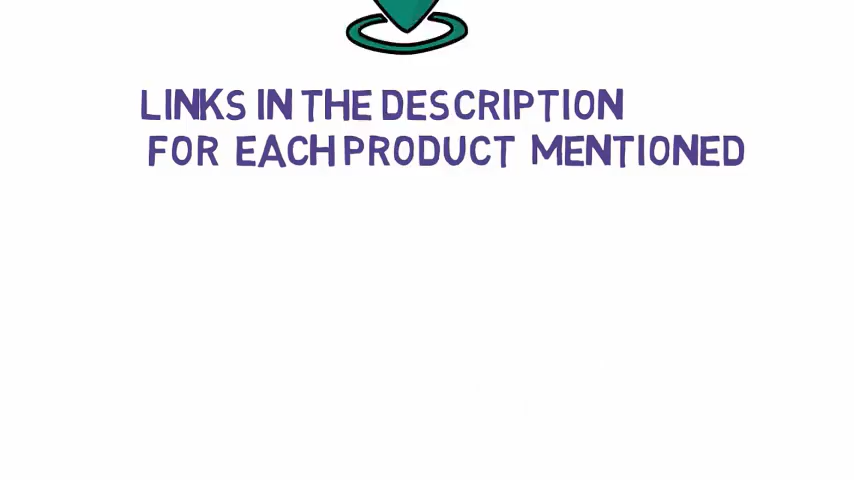 LINKS IN THE DESCRIPTION
FOR EACH PRODUCT MENTIONED